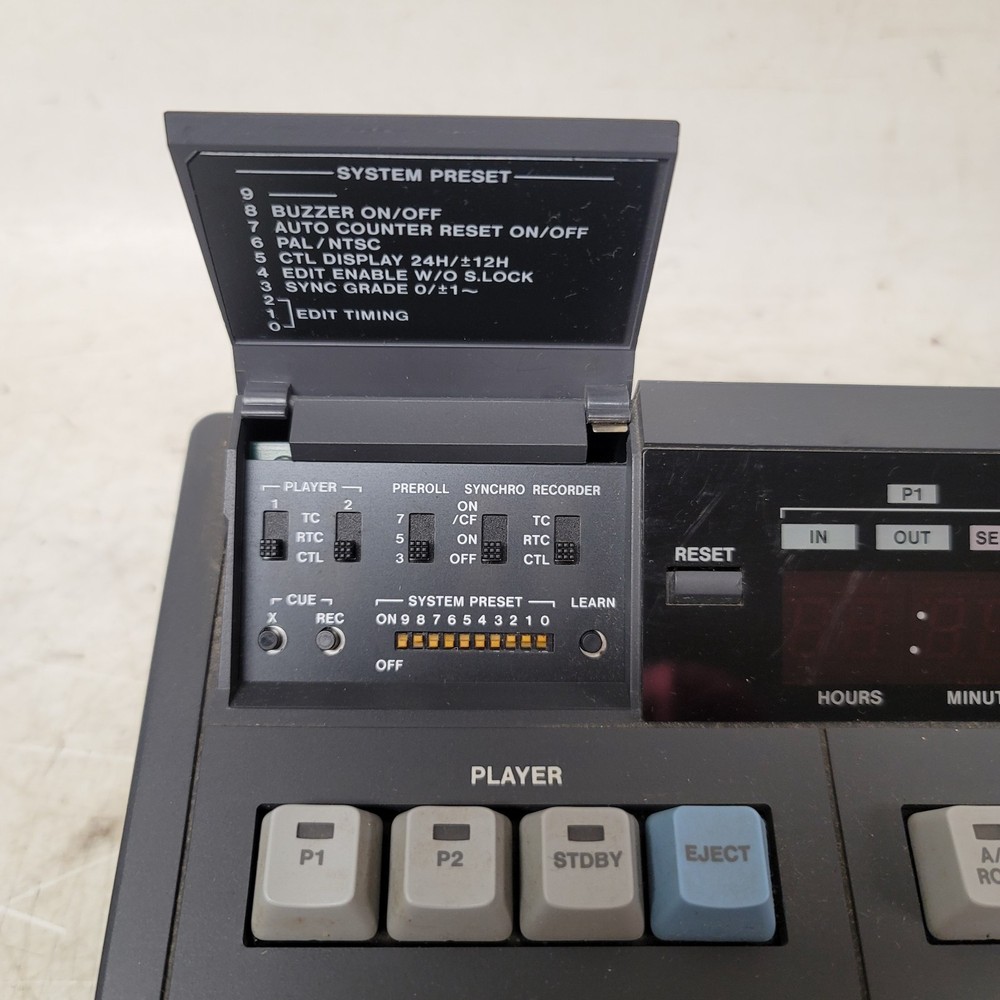 SYSTEM PRESET
9
8 BUZZER ON/OFF
7 AUTO COUNTER RESET ON/OFF
6 PAL/NTSC
5 CTL DISPLAY 24H/±12H
4 EDIT ENABLE W/O S.LOCK
3 SYNC GRADE 0/±1~
2
1 EDIT TIMING
0
PLAYER PREROLL SYNCHRO RECORDER
1 2 ON
TC 7 /CF TC
RTC 5 ON RTC
CTL 3 OFF CTL
CUE SYSTEM PRESET LEARN
X REC ON 9 8 7 6 5 4 3 2 1 0
OFF
P1
IN OUT
RESET
:
HOURS
PLAYER
P1 P2 STDBY EJECT